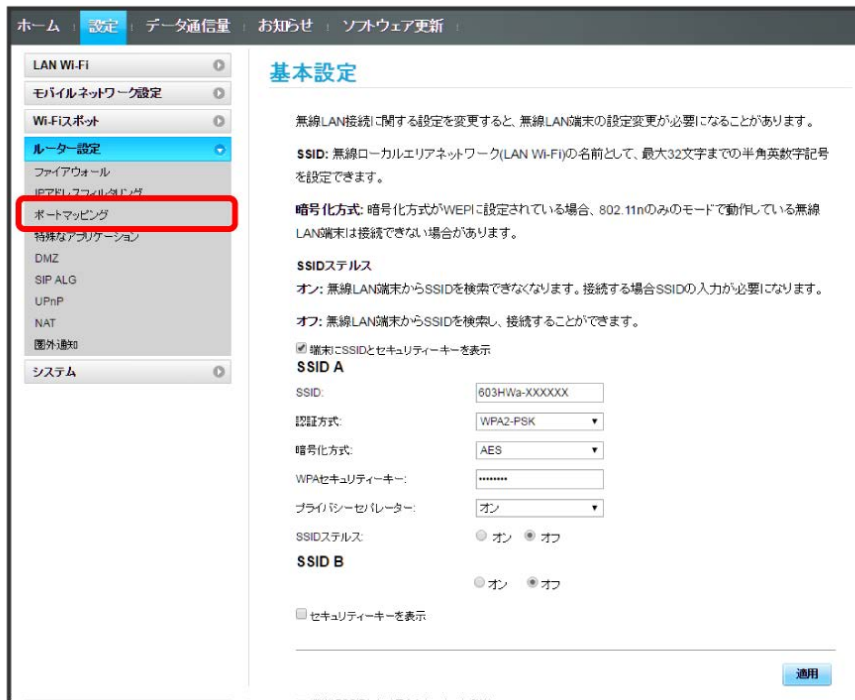 ホーム 設定 データ通信量 お知らせ ソフトウェア更新
LAN Wi-Fi
モバイルネットワーク設定
Wi-Fiスポット
ルーター設定
ファイアウォール
IPアドレスフィルタリング
ポートマッピング
特殊なアプリケーション
DMZ
SIP ALG
UPnP
NAT
圏外通知
システム
基本設定
無線LAN接続に関する設定を変更すると、無線LAN端末の設定変更が必要になることがあります。
SSID: 無線ローカルエリアネットワーク(LAN Wi-Fi)の名前として、最大32文字までの半角英数字記号
を設定できます。
暗号化方式: 暗号化方式がWEPに設定されている場合、802.11nのみのモードで動作している無線
LAN端末は接続できない場合があります。
SSIDステルス
オン: 無線LAN端末からSSIDを検索できなくなります。接続する場合SSIDの入力が必要になります。
オフ: 無線LAN端末からSSIDを検索し、接続することができます。
端末にSSIDとセキュリティーキーを表示
SSID A
SSID: 603HWa-XXXXXX
認証方式: WPA2-PSK
暗号化方式: AES
WPAセキュリティーキー: ••••••••
プライバシーセパレーター: オン
SSIDステルス: オン オフ
SSID B
オン オフ
セキュリティーキーを表示
適用